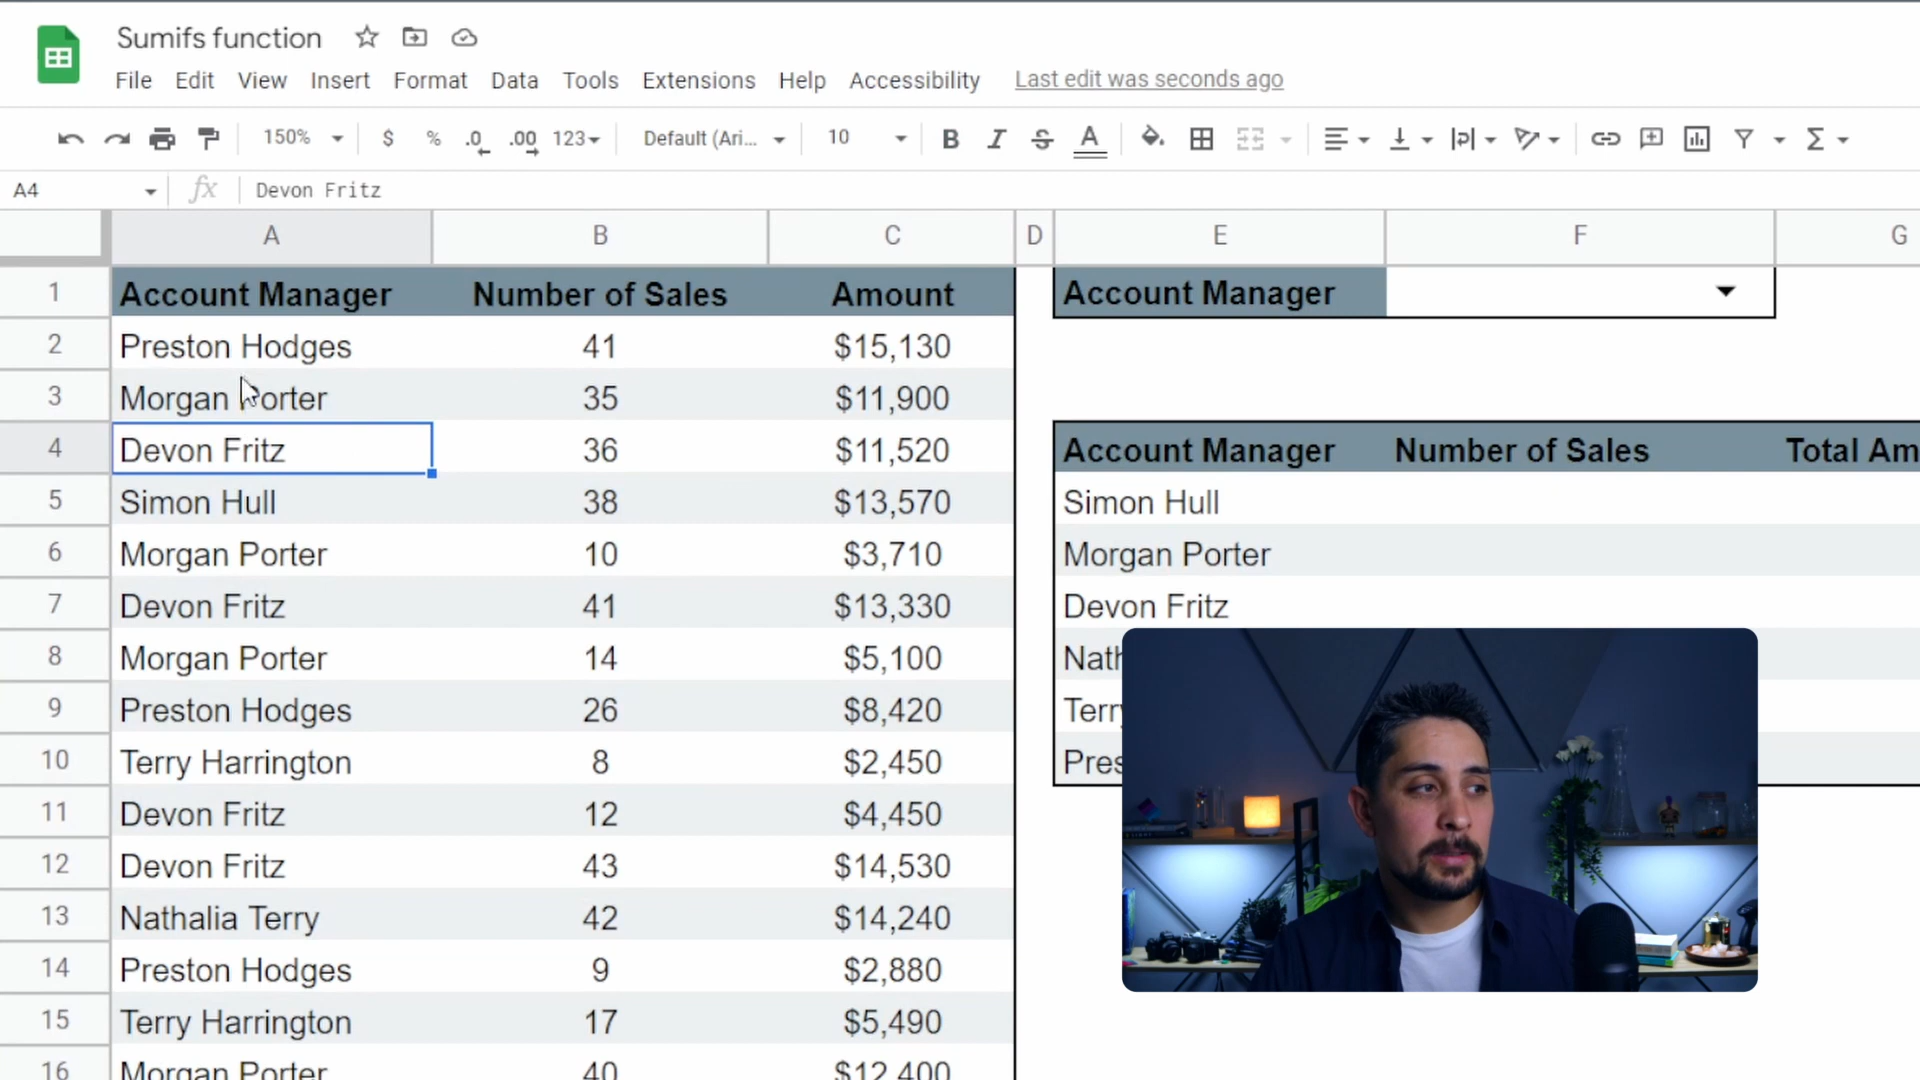 Sumifs function
File Edit View Insert Format Data Tools Extensions Help Accessibility Last edit was seconds ago
150% $ % .0 .00 123 Default (Ari... 10 B I S A
A4 fx Devon Fritz
A B C D E F G
1 Account Manager Number of Sales Amount Account Manager
2 Preston Hodges 41 $15,130
3 Morgan Porter 35 $11,900
4 Devon Fritz 36 $11,520 Account Manager Number of Sales Total Am
5 Simon Hull 38 $13,570 Simon Hull
6 Morgan Porter 10 $3,710 Morgan Porter
7 Devon Fritz 41 $13,330 Devon Fritz
8 Morgan Porter 14 $5,100 Nath
9 Preston Hodges 26 $8,420 Terry
10 Terry Harrington 8 $2,450 Pres
11 Devon Fritz 12 $4,450
12 Devon Fritz 43 $14,530
13 Nathalia Terry 42 $14,240
14 Preston Hodges 9 $2,880
15 Terry Harrington 17 $5,490
16 Morgan Porter 40 $12,400